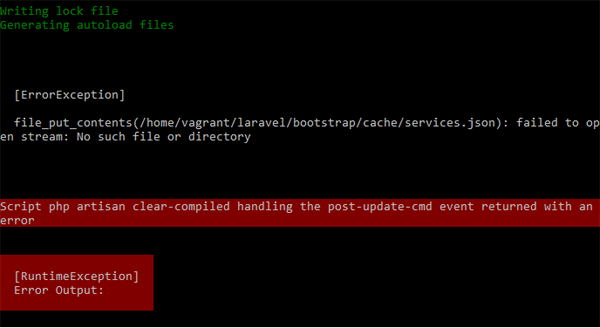 Writing lock file
Generating autoload files
[ErrorException]
file_put_contents(/home/vagrant/laravel/bootstrap/cache/services.json): failed to op
en stream: No such file or directory
Script php artisan clear-compiled handling the post-update-cmd event returned with an
error
[RuntimeException]
Error Output: